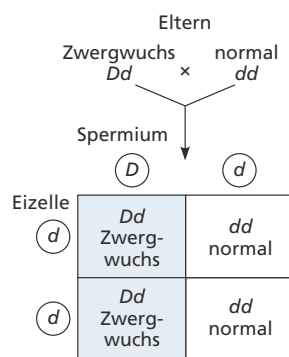 Eltern
Zwergwuchs normal
Dd × dd
Spermium
D d
Eizelle
d Dd Zwerg- wuchs dd normal
d Dd Zwerg- wuchs dd normal